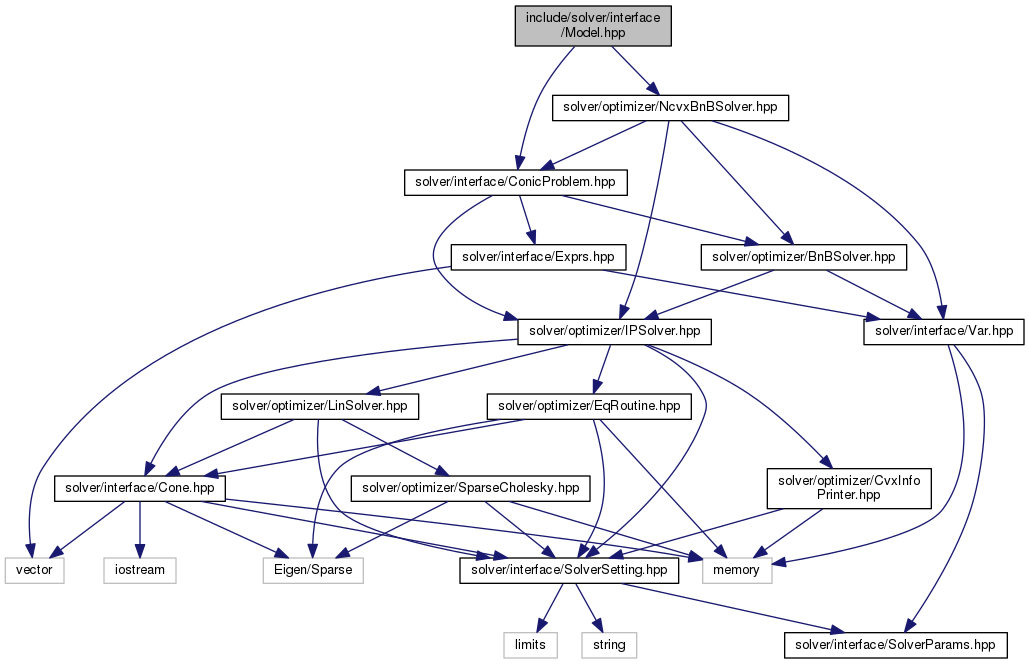 include/solver/interface
/Model.hpp
solver/optimizer/NcvxBnBSolver.hpp
solver/interface/ConicProblem.hpp
solver/interface/Exprs.hpp
solver/optimizer/BnBSolver.hpp
solver/optimizer/IPSolver.hpp
solver/interface/Var.hpp
solver/optimizer/LinSolver.hpp
solver/optimizer/EqRoutine.hpp
solver/interface/Cone.hpp
solver/optimizer/SparseCholesky.hpp
solver/optimizer/CvxInfo
Printer.hpp
vector
iostream
Eigen/Sparse
solver/interface/SolverSetting.hpp
memory
limits
string
solver/interface/SolverParams.hpp